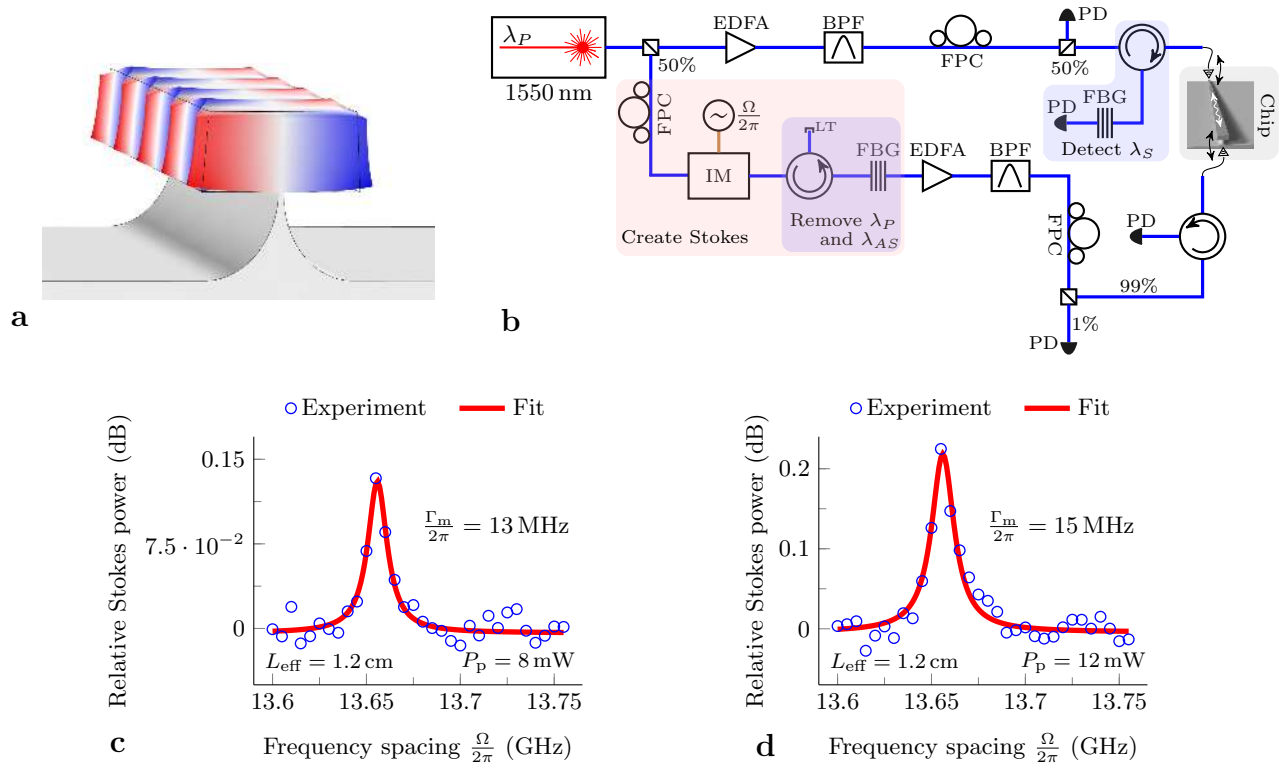 a
λP
1550 nm
50%
EDFA
BPF
FPC
PD
50%
PD
FBG
Detect λS
Chip
FPC
Ω/2π
IM
LT
FBG
Create Stokes
Remove λP
and λAS
EDFA
BPF
FPC
PD
99%
1%
PD
b
Experiment
Fit
Relative Stokes power (dB)
0.15
7.5 · 10−2
0
Γm/2π = 13 MHz
Leff = 1.2 cm
Pp = 8 mW
13.6
13.65
13.7
13.75
Frequency spacing Ω/2π (GHz)
c
Experiment
Fit
Relative Stokes power (dB)
0.2
0.1
0
Γm/2π = 15 MHz
Leff = 1.2 cm
Pp = 12 mW
13.6
13.65
13.7
13.75
Frequency spacing Ω/2π (GHz)
d